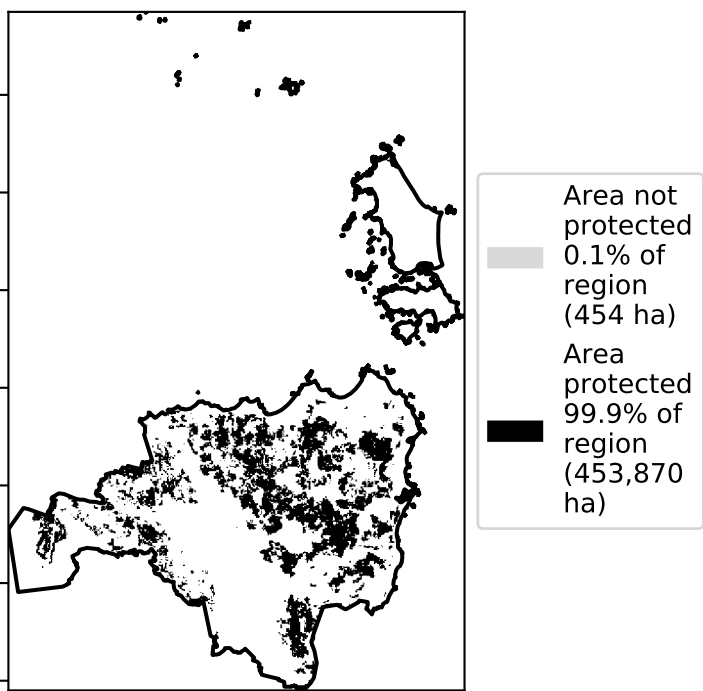 Area not
protected
0.1% of
region
(454 ha)
Area
protected
99.9% of
region
(453,870
ha)